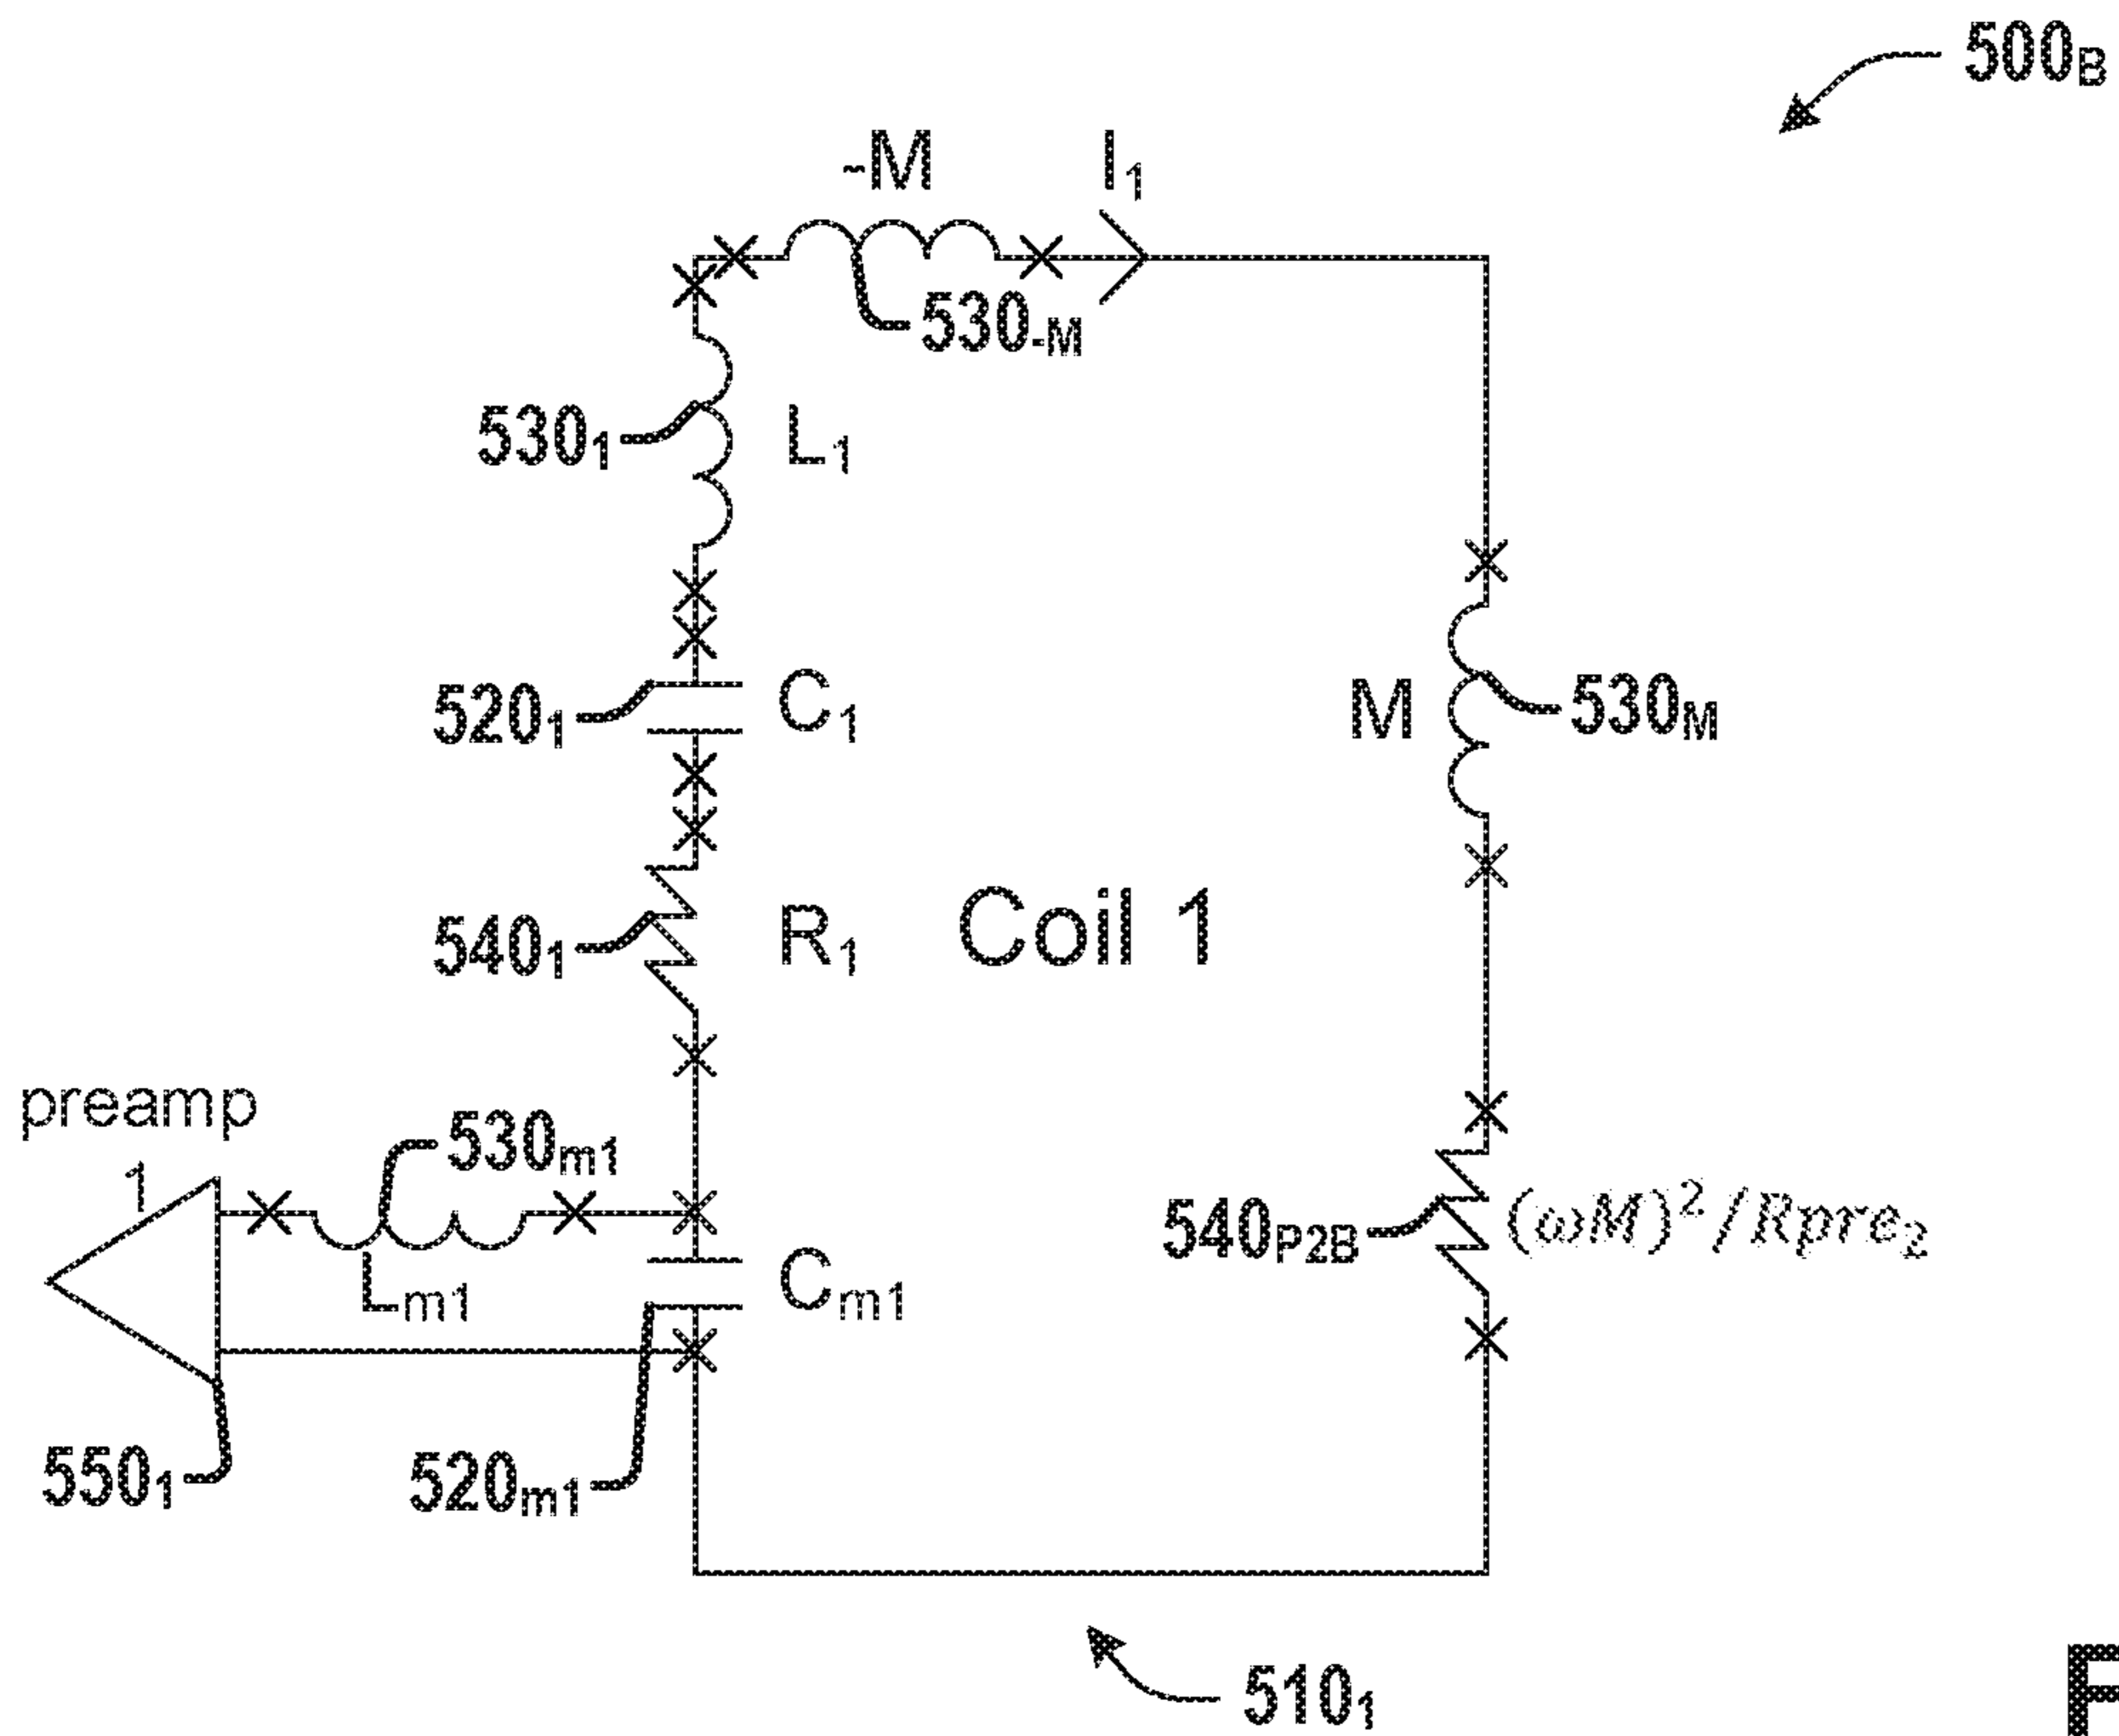 500B
-M
I1
530-M
5301
L1
5201
C1
M
530M
5401
R1
Coil 1
preamp
1
530m1
Lm1
Cm1
540P2B
(ωM)²/Rpre₂
5501
520m1
5101
F